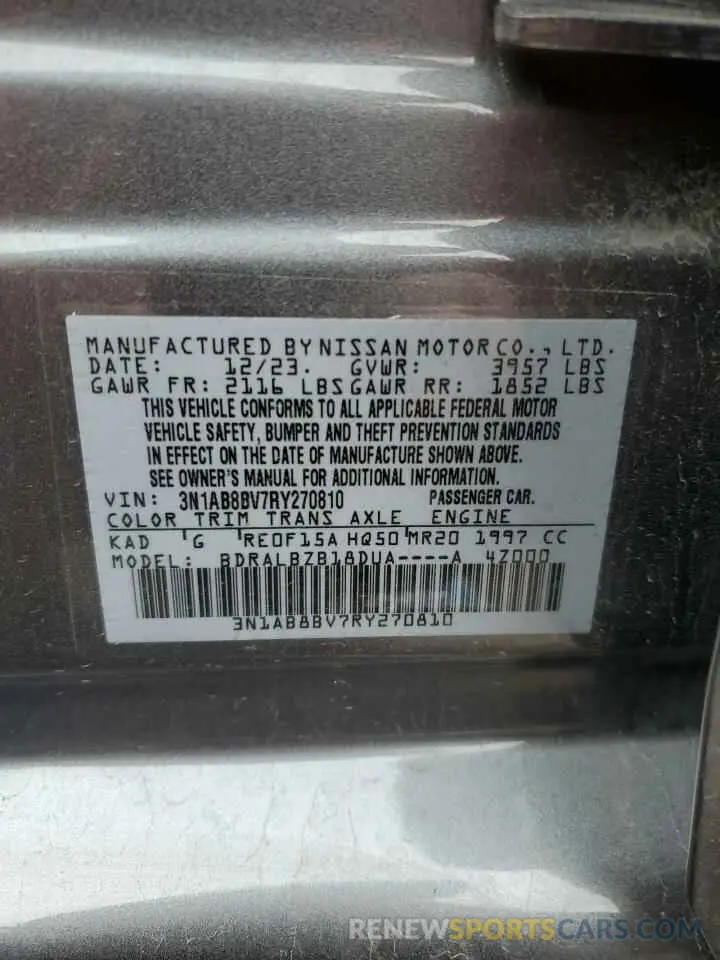 MANUFACTURED BY NISSAN MOTOR CO., LTD.
DATE: 12/23. GVWR: 3957 LBS
GAWR FR: 2116 LBS GAWR RR: 1852 LBS
THIS VEHICLE CONFORMS TO ALL APPLICABLE FEDERAL MOTOR
VEHICLE SAFETY, BUMPER AND THEFT PREVENTION STANDARDS
IN EFFECT ON THE DATE OF MANUFACTURE SHOWN ABOVE.
SEE OWNER'S MANUAL FOR ADDITIONAL INFORMATION.
VIN: 3N1AB8BV7RY270810 PASSENGER CAR.
COLOR TRIM TRANS AXLE ENGINE
KAD G RE0F15A HQ50 MR20 1997 CC
MODEL: BDRALBZB18DUA----A 4Z000
3N1AB8BV7RY270810
RENEWSPORTSCARS.COM